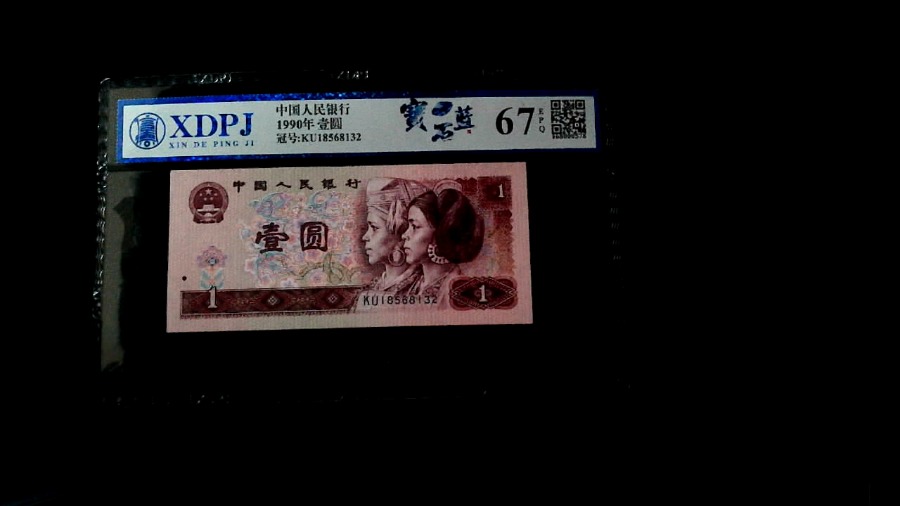 XDPJ
XIN DE PING JI
中国人民银行
1990年 壹圆
冠号:KU18568132
67
EPQ
中国人民银行
1
壹圆
1
KU18568132
1